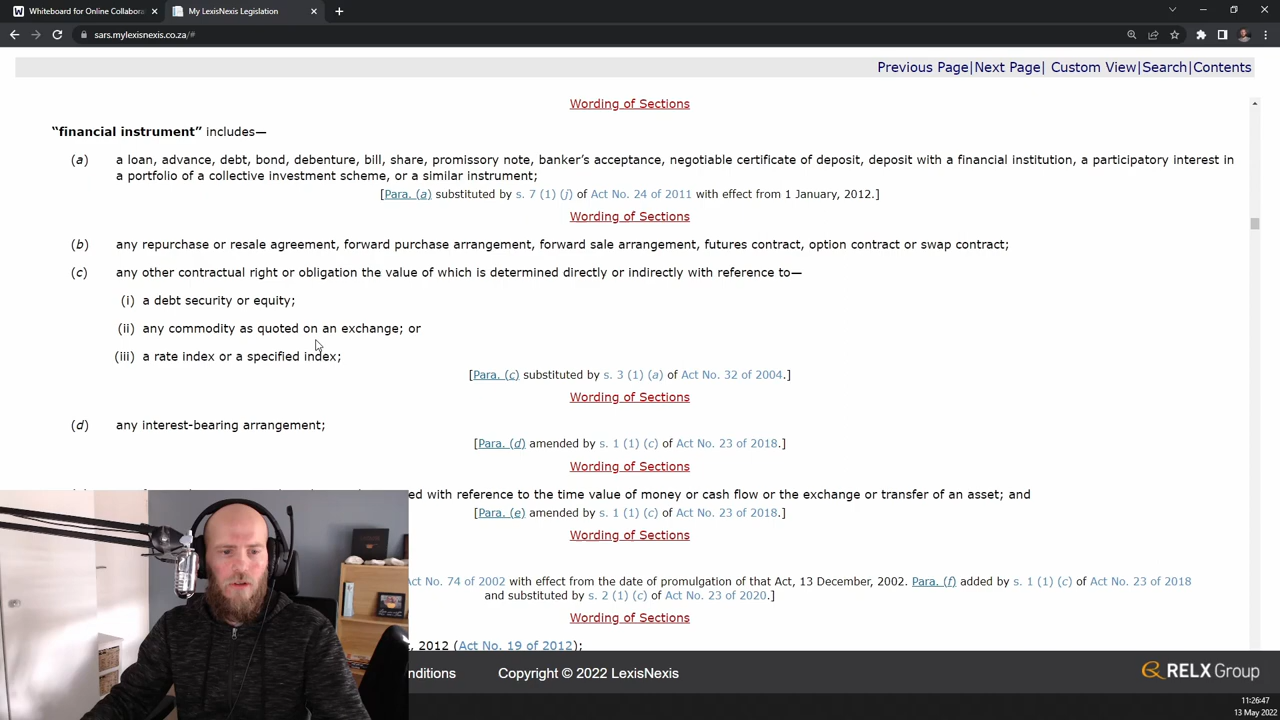 Whiteboard for Online Collabora
My LexisNexis Legislation
sars.mylexisnexis.co.za/#
Previous Page|Next Page| Custom View|Search|Contents
Wording of Sections
“financial instrument” includes—
(a) a loan, advance, debt, bond, debenture, bill, share, promissory note, banker’s acceptance, negotiable certificate of deposit, deposit with a financial institution, a participatory interest in
a portfolio of a collective investment scheme, or a similar instrument;
[Para. (a) substituted by s. 7 (1) (j) of Act No. 24 of 2011 with effect from 1 January, 2012.]
Wording of Sections
(b) any repurchase or resale agreement, forward purchase arrangement, forward sale arrangement, futures contract, option contract or swap contract;
(c) any other contractual right or obligation the value of which is determined directly or indirectly with reference to—
(i) a debt security or equity;
(ii) any commodity as quoted on an exchange; or
(iii) a rate index or a specified index;
[Para. (c) substituted by s. 3 (1) (a) of Act No. 32 of 2004.]
Wording of Sections
(d) any interest-bearing arrangement;
[Para. (d) amended by s. 1 (1) (c) of Act No. 23 of 2018.]
Wording of Sections
with reference to the time value of money or cash flow or the exchange or transfer of an asset; and
[Para. (e) amended by s. 1 (1) (c) of Act No. 23 of 2018.]
Wording of Sections
Act No. 74 of 2002 with effect from the date of promulgation of that Act, 13 December, 2002. Para. (f) added by s. 1 (1) (c) of Act No. 23 of 2018
and substituted by s. 2 (1) (c) of Act No. 23 of 2020.]
Wording of Sections
, 2012 (Act No. 19 of 2012);
nditions
Copyright © 2022 LexisNexis
RELX Group
11:26:47
13 May 2022